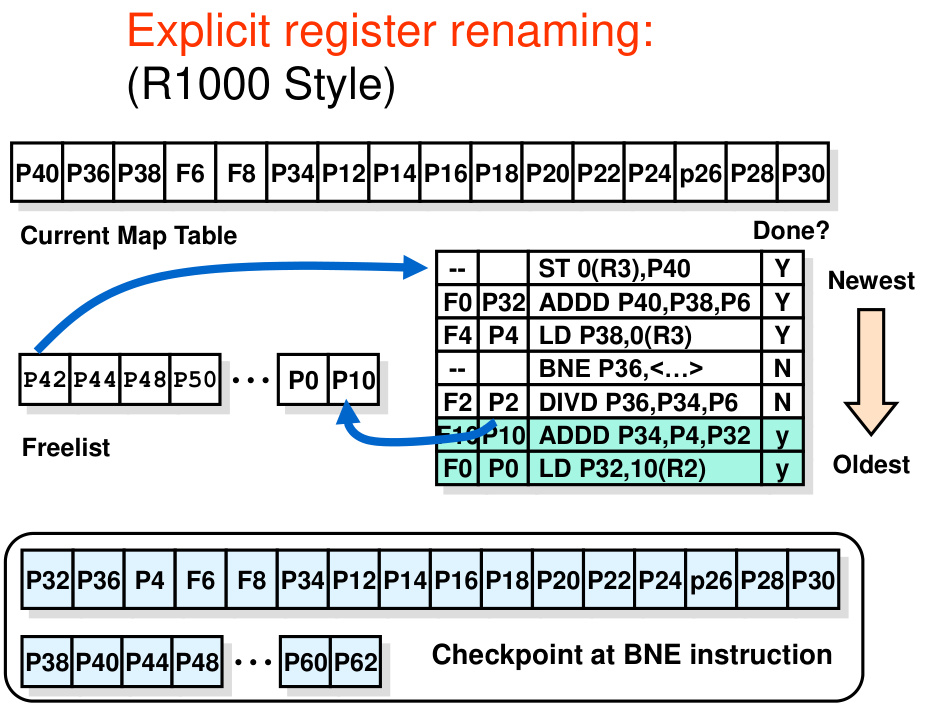 Explicit register renaming:
(R1000 Style)
P40 P36 P38 F6 F8 P34 P12 P14 P16 P18 P20 P22 P24 p26 P28 P30
Current Map Table
Done?
-- ST 0(R3),P40 Y
F0 P32 ADDD P40,P38,P6 Y
F4 P4 LD P38,0(R3) Y
-- BNE P36,<…> N
F2 P2 DIVD P36,P34,P6 N
F10 P10 ADDD P34,P4,P32 y
F0 P0 LD P32,10(R2) y
Newest
Oldest
P42 P44 P48 P50 ... P0 P10
Freelist
P32 P36 P4 F6 F8 P34 P12 P14 P16 P18 P20 P22 P24 p26 P28 P30
P38 P40 P44 P48 ... P60 P62
Checkpoint at BNE instruction